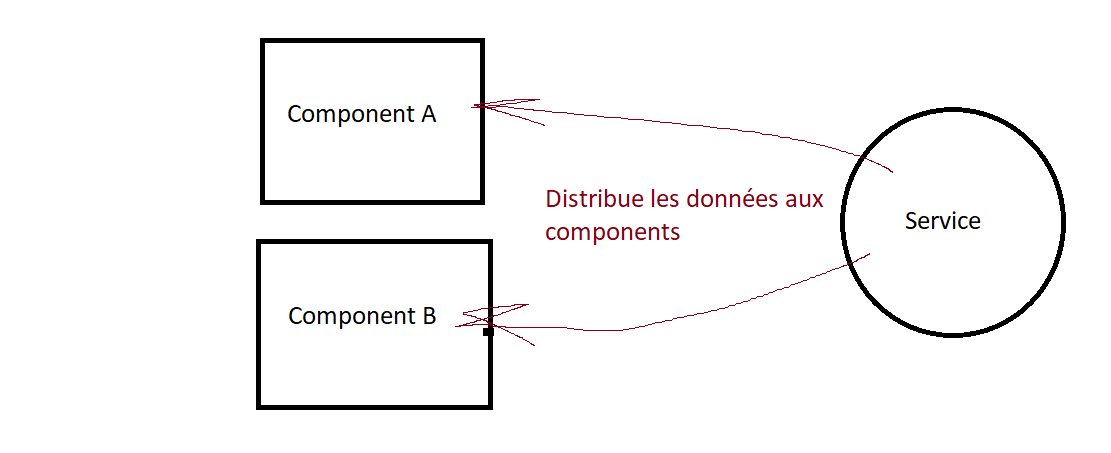 Component A
Distribue les données aux
components
Service
Component B